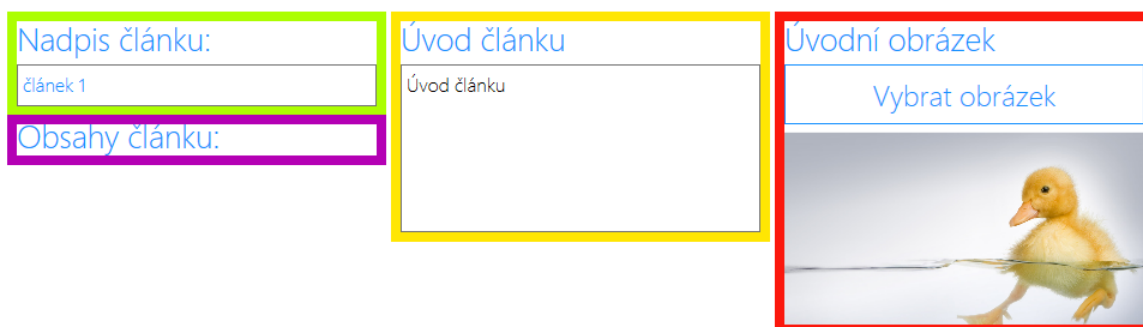 Nadpis článku:
článek 1
Obsahy článku:
Úvod článku
Úvod článku
Úvodní obrázek
Vybrat obrázek